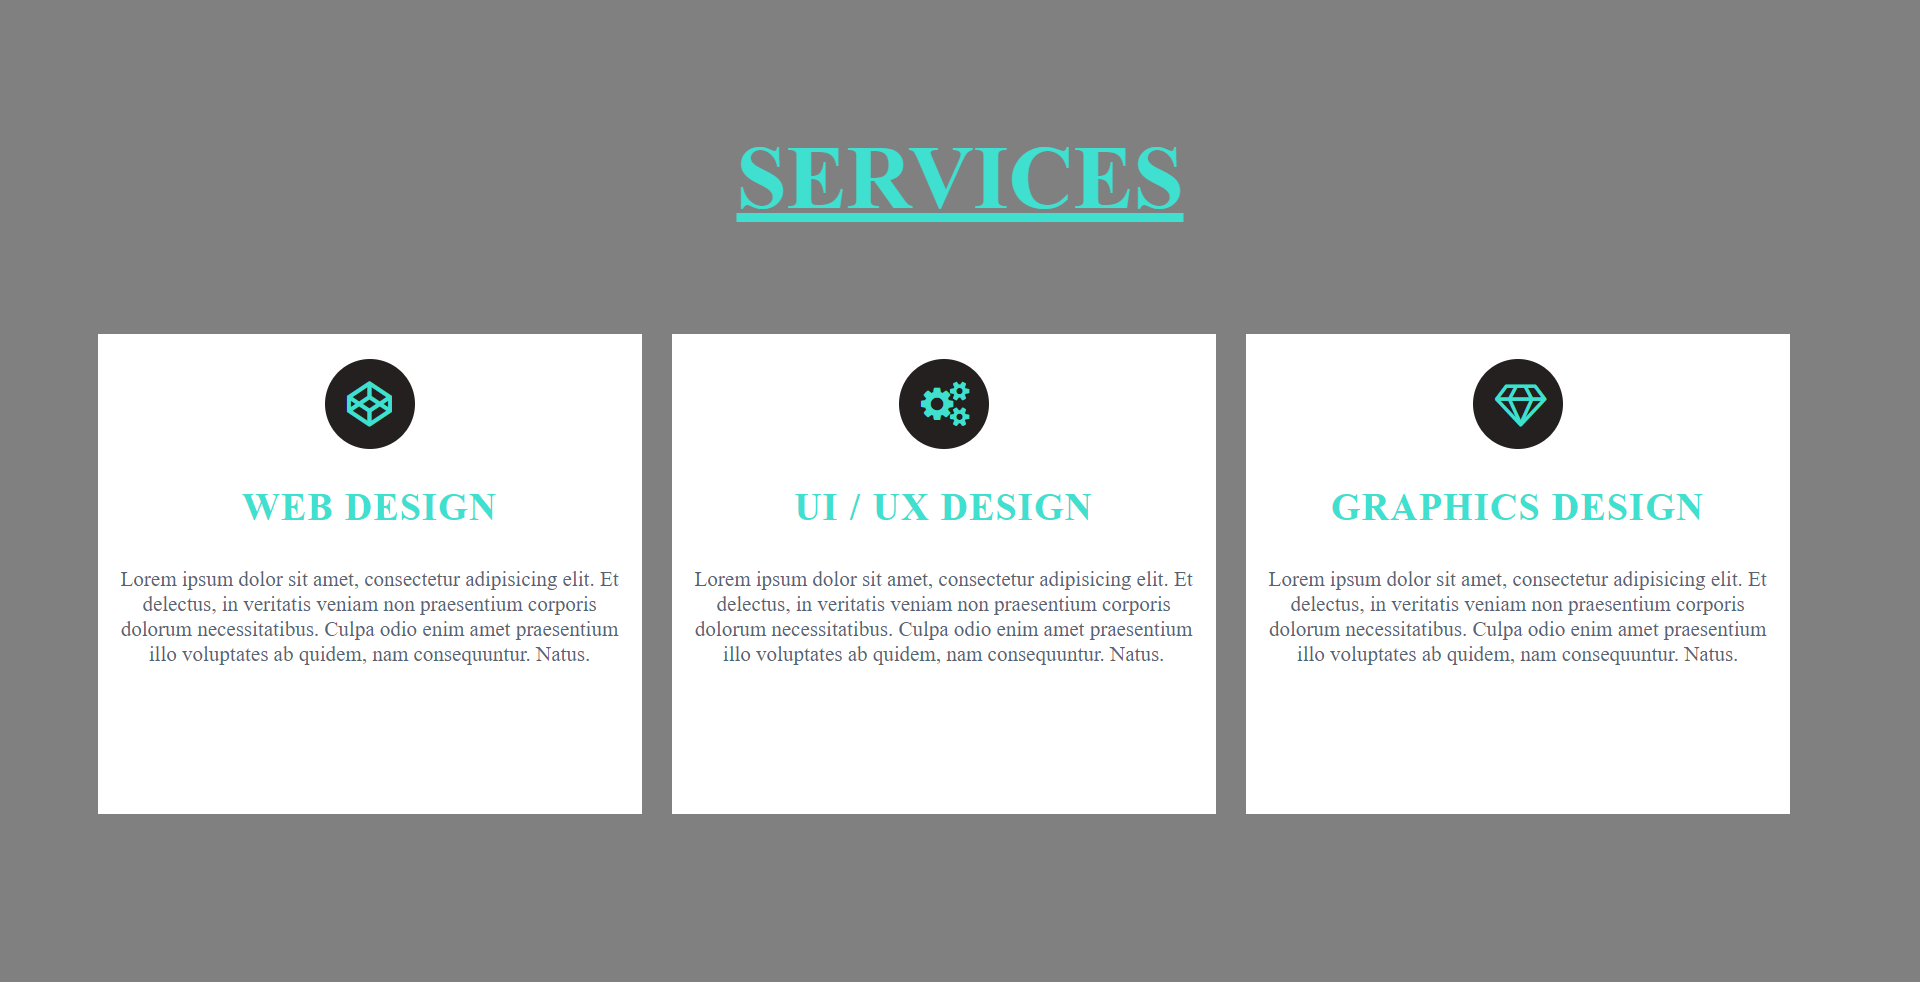 SERVICES
WEB DESIGN
Lorem ipsum dolor sit amet, consectetur adipisicing elit. Et
delectus, in veritatis veniam non praesentium corporis
dolorum necessitatibus. Culpa odio enim amet praesentium
illo voluptates ab quidem, nam consequuntur. Natus.
UI / UX DESIGN
Lorem ipsum dolor sit amet, consectetur adipisicing elit. Et
delectus, in veritatis veniam non praesentium corporis
dolorum necessitatibus. Culpa odio enim amet praesentium
illo voluptates ab quidem, nam consequuntur. Natus.
GRAPHICS DESIGN
Lorem ipsum dolor sit amet, consectetur adipisicing elit. Et
delectus, in veritatis veniam non praesentium corporis
dolorum necessitatibus. Culpa odio enim amet praesentium
illo voluptates ab quidem, nam consequuntur. Natus.